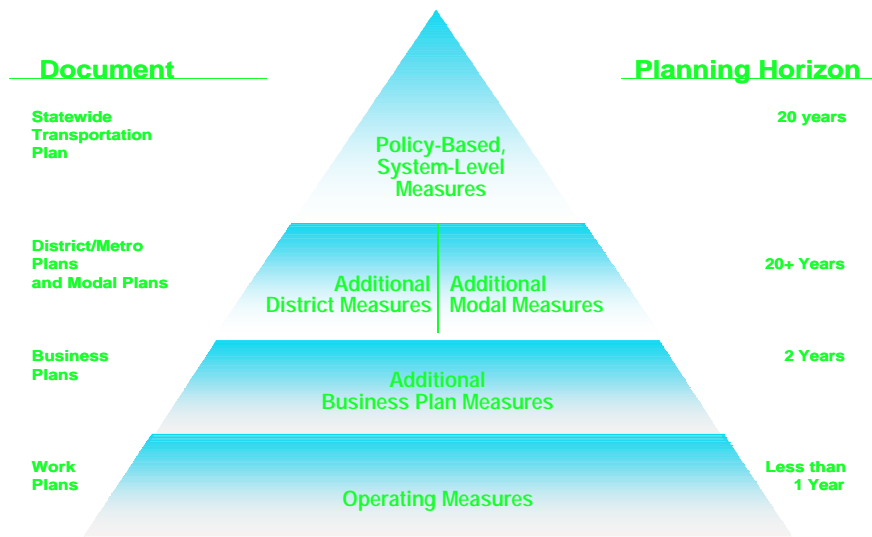 Document
Planning Horizon
Statewide
Transportation
Plan
Policy-Based,
System-Level
Measures
20 years
District/Metro
Plans
and Modal Plans
Additional
District Measures
Additional
Modal Measures
20+ Years
Business
Plans
Additional
Business Plan Measures
2 Years
Work
Plans
Operating Measures
Less than
1 Year